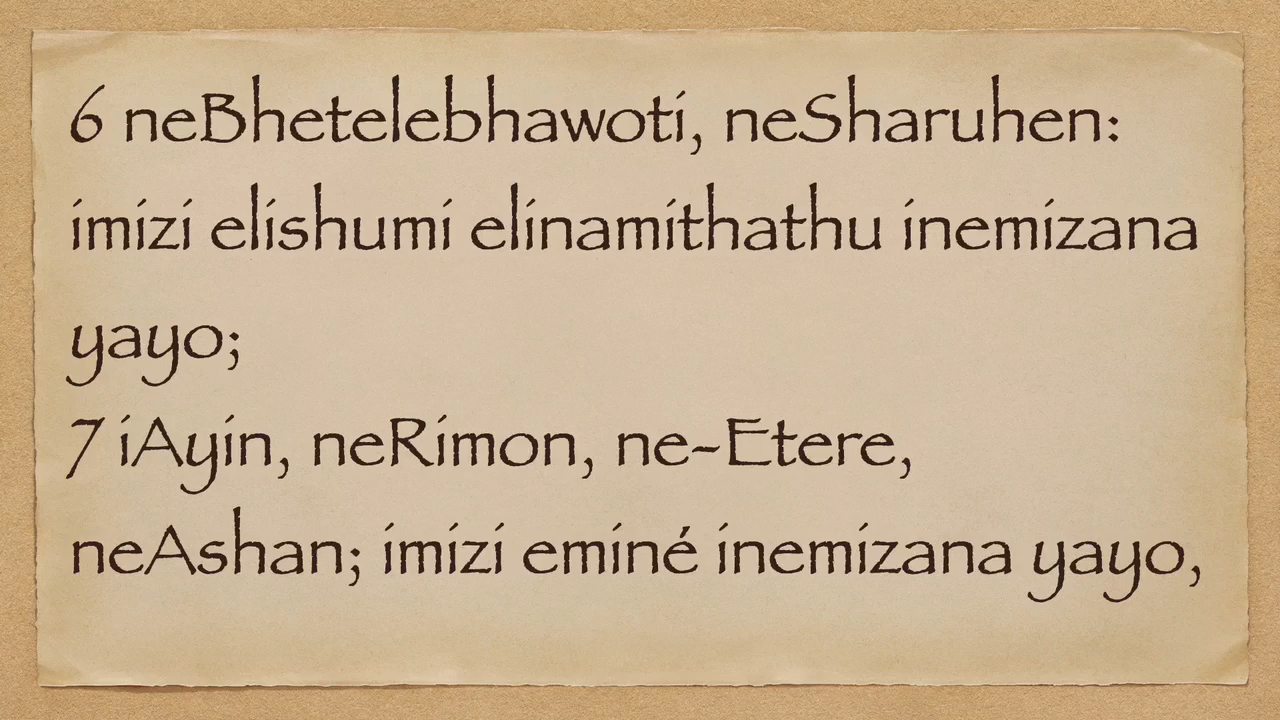 6 neBhetelebhawoti, neSharuhen:
imizi elishumi elinamithathu inemizana
yayo;
7 iAyin, neRimon, ne-Etere,
neAshan; imizi eminé inemizana yayo,